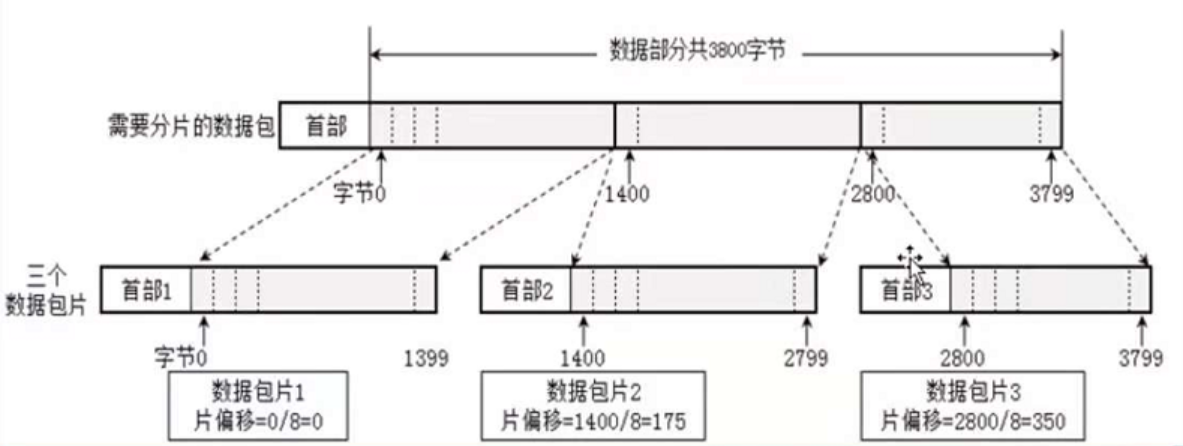 数据部分共3800字节
需要分片的数据包
首部
字节0
1400
2800
3799
三个
数据包片
首部1
首部2
首部3
字节0
1399
1400
2799
2800
3799
数据包片1
片偏移=0/8=0
数据包片2
片偏移=1400/8=175
数据包片3
片偏移=2800/8=350